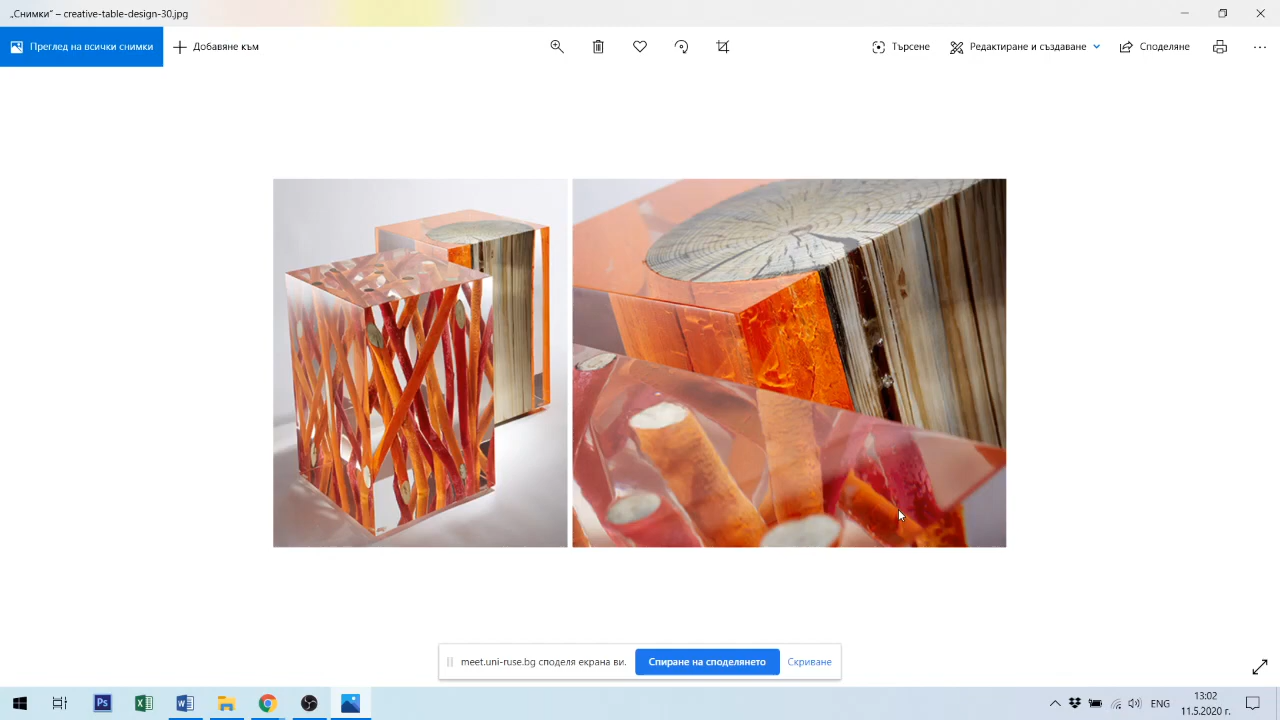 „Снимки“ – creative-table-design-30.jpg
Преглед на всички снимки
Добавяне към
Търсене
Редактиране и създаване
Споделяне
meet.uni-ruse.bg споделя екрана ви.
Спиране на споделянето
Скриване
Ps
ENG
13:02
11.5.2020 г.